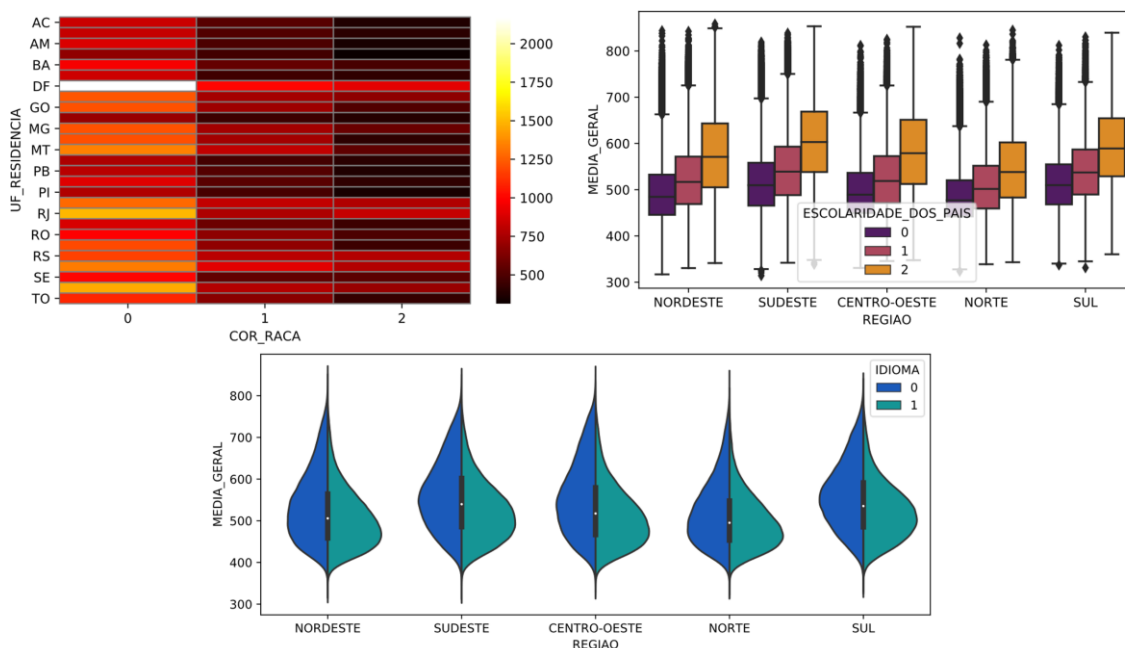 AC
AM
BA
DF
GO
MG
MT
PB
PI
RJ
RO
RS
SE
TO
UF_RESIDENCIA
0 1 2
COR_RACA
2000
1750
1500
1250
1000
750
500
800
700
600
500
400
300
MEDIA_GERAL
ESCOLARIDADE_DOS_PAIS
0
1
2
NORDESTE SUDESTE CENTRO-OESTE NORTE SUL
REGIAO
800
700
600
500
400
300
MEDIA_GERAL
IDIOMA
0
1
NORDESTE SUDESTE CENTRO-OESTE NORTE SUL
REGIAO